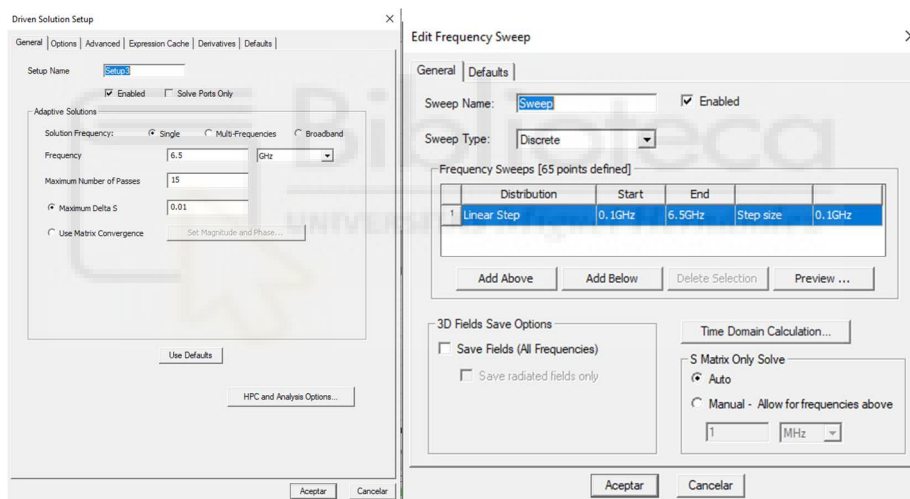 Driven Solution Setup
General Options Advanced Expression Cache Derivatives Defaults
Setup Name Setup3
Enabled Solve Ports Only
Adaptive Solutions
Solution Frequency: Single Multi-Frequencies Broadband
Frequency 6.5 GHz
Maximum Number of Passes 15
Maximum Delta S 0.01
Use Matrix Convergence Set Magnitude and Phase...
Use Defaults
HPC and Analysis Options...
Aceptar Cancelar
Edit Frequency Sweep
General Defaults
Sweep Name: Sweep Enabled
Sweep Type: Discrete
Frequency Sweeps [65 points defined]
Distribution Start End
1 Linear Step 0.1GHz 6.5GHz Step size 0.1GHz
Add Above Add Below Delete Selection Preview ...
3D Fields Save Options
Save Fields (All Frequencies)
Save radiated fields only
Time Domain Calculation...
S Matrix Only Solve
Auto
Manual - Allow for frequencies above
1 MHz
Aceptar Cancelar
Biblioteca
UNIVERSITAS Miguel Hernández